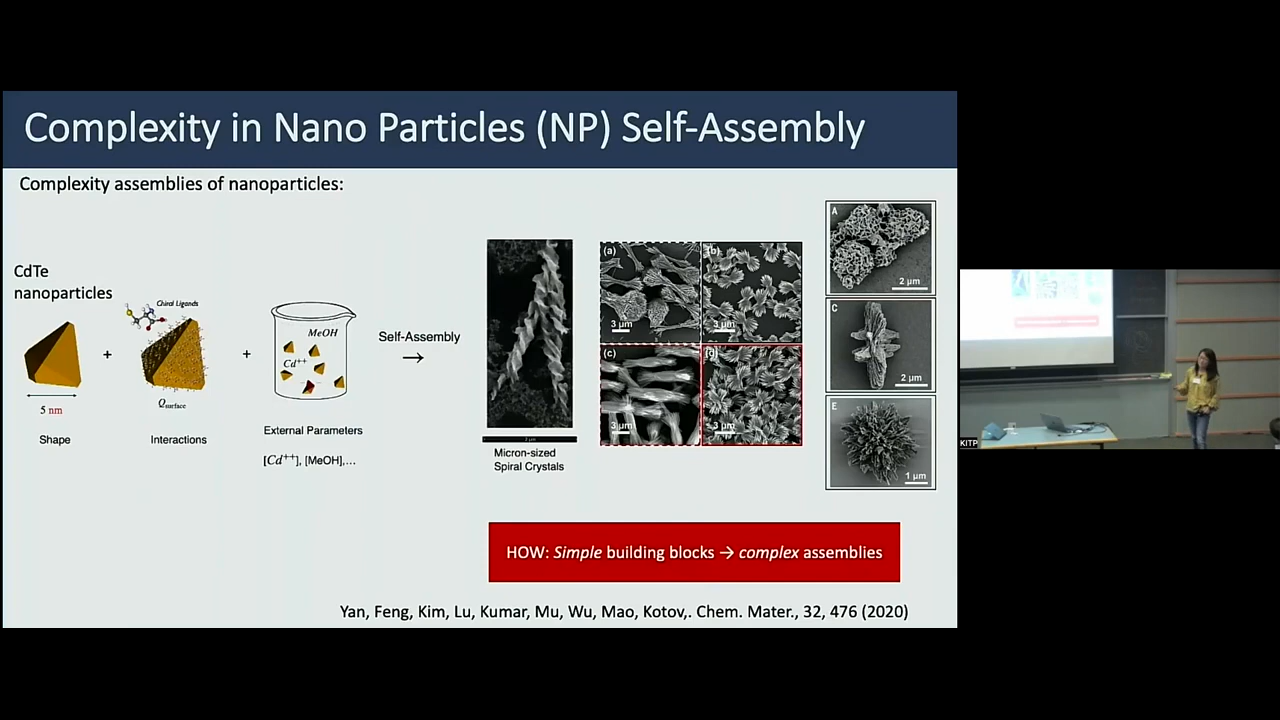 Complexity in Nano Particles (NP) Self-Assembly
Complexity assemblies of nanoparticles:
CdTe
nanoparticles
Chiral Ligands
+
+
5 nm
Shape
Qsurface
Interactions
MeOH
Cd++
External Parameters
[Cd++], [MeOH],...
Self-Assembly
→
2 μm
Micron-sized
Spiral Crystals
(a)
3 μm
(b)
3 μm
(c)
3 μm
(d)
3 μm
A
2 μm
C
2 μm
E
1 μm
HOW: Simple building blocks → complex assemblies
Yan, Feng, Kim, Lu, Kumar, Mu, Wu, Mao, Kotov,. Chem. Mater., 32, 476 (2020)
KITP